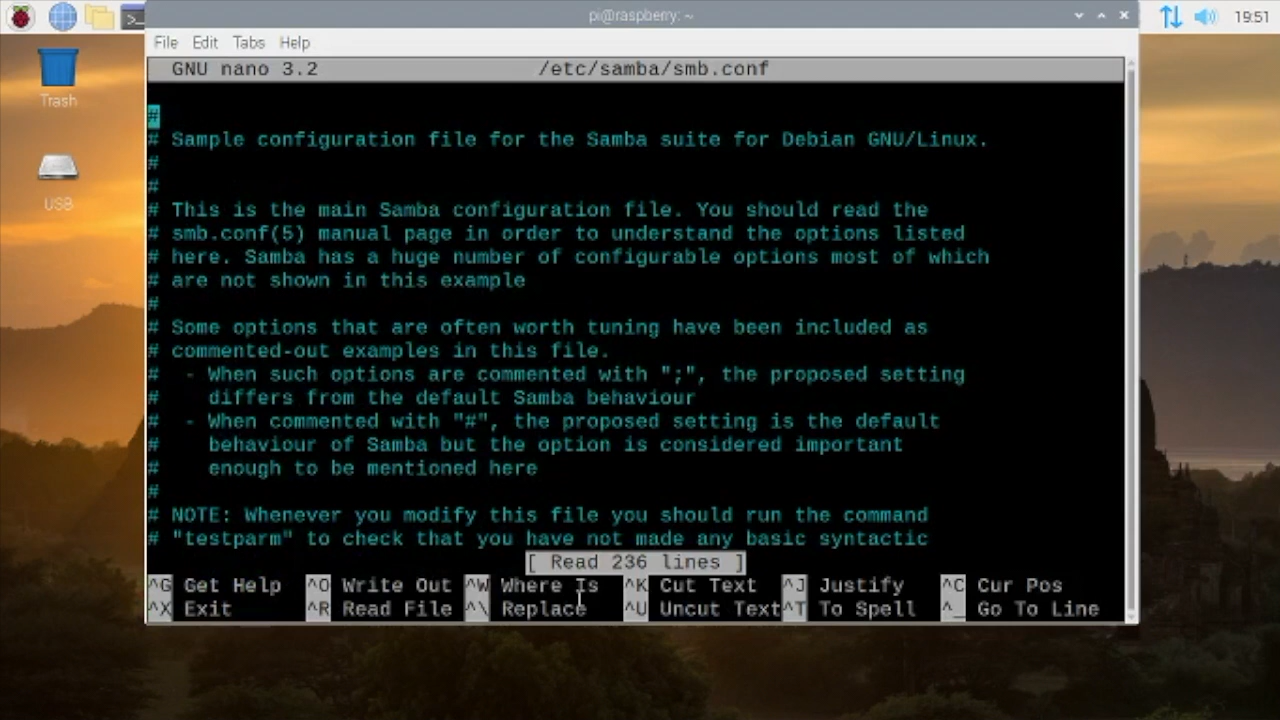 pi@raspberry: ~
19:51
File Edit Tabs Help
GNU nano 3.2 /etc/samba/smb.conf
Trash
USB
#
# Sample configuration file for the Samba suite for Debian GNU/Linux.
#
#
# This is the main Samba configuration file. You should read the
# smb.conf(5) manual page in order to understand the options listed
# here. Samba has a huge number of configurable options most of which
# are not shown in this example
#
# Some options that are often worth tuning have been included as
# commented-out examples in this file.
#  - When such options are commented with ";", the proposed setting
#    differs from the default Samba behaviour
#  - When commented with "#", the proposed setting is the default
#    behaviour of Samba but the option is considered important
#    enough to be mentioned here
#
# NOTE: Whenever you modify this file you should run the command
# "testparm" to check that you have not made any basic syntactic
[ Read 236 lines ]
^G Get Help ^O Write Out ^W Where Is ^K Cut Text ^J Justify ^C Cur Pos
^X Exit ^R Read File ^\ Replace ^U Uncut Text ^T To Spell ^_ Go To Line